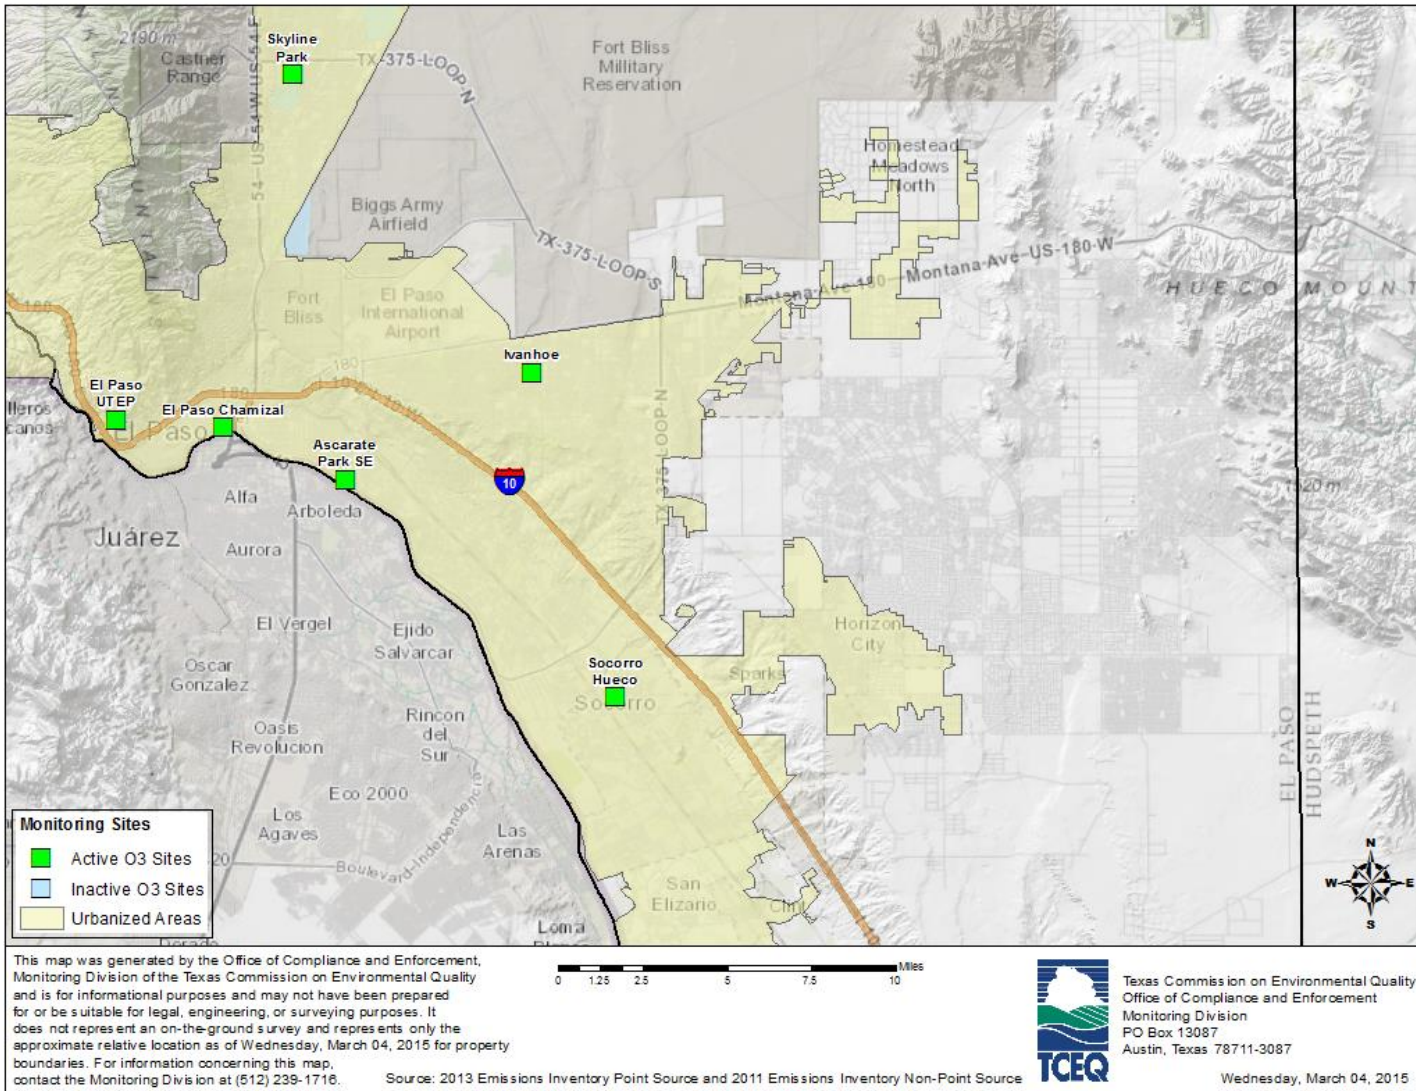 2190 m
Castner
Range
Skyline
Park
TX-375-LOOP-N
Fort Bliss
Military
Reservation
Homestead
Meadows
North
Biggs Army
Airfield
TX-375-LOOP-S
Montana-Ave-180
Montana-Ave-US-180-W
HUECO MOUNT
Fort
Bliss
El Paso
International
Airport
180
Ivanhoe
El Paso
UTEP
El Paso Chamizal
El Paso
180
lleros
canos
Ascarate
Park SE
10
TX-375-LOOP-N
1520 m
Alfa
Arboleda
Juárez
Aurora
El Vergel
Ejido
Salvarcar
Horizon
City
Oscar
Gonzalez
Socorro
Hueco
Socorro
Sparks
Oasis
Revolucion
Rincon
del
Sur
EL PASO
HUDSPETH
Eco 2000
Los
Agaves
Las
Arenas
Boulevard-Independencia
San
Elizario
Clint
Loma
Monitoring Sites
Active O3 Sites
Inactive O3 Sites
Urbanized Areas
N
W
E
S
This map was generated by the Office of Compliance and Enforcement,
Monitoring Division of the Texas Commission on Environmental Quality
and is for informational purposes and may not have been prepared
for or be suitable for legal, engineering, or surveying purposes. It
does not represent an on-the-ground survey and represents only the
approximate relative location as of Wednesday, March 04, 2015 for property
boundaries. For information concerning this map,
contact the Monitoring Division at (512) 239-1716.
Miles
0 1.25 2.5 5 7.5 10
Source: 2013 Emissions Inventory Point Source and 2011 Emissions Inventory Non-Point Source
TCEQ
Texas Commission on Environmental Quality
Office of Compliance and Enforcement
Monitoring Division
PO Box 13087
Austin, Texas 78711-3087
Wednesday, March 04, 2015